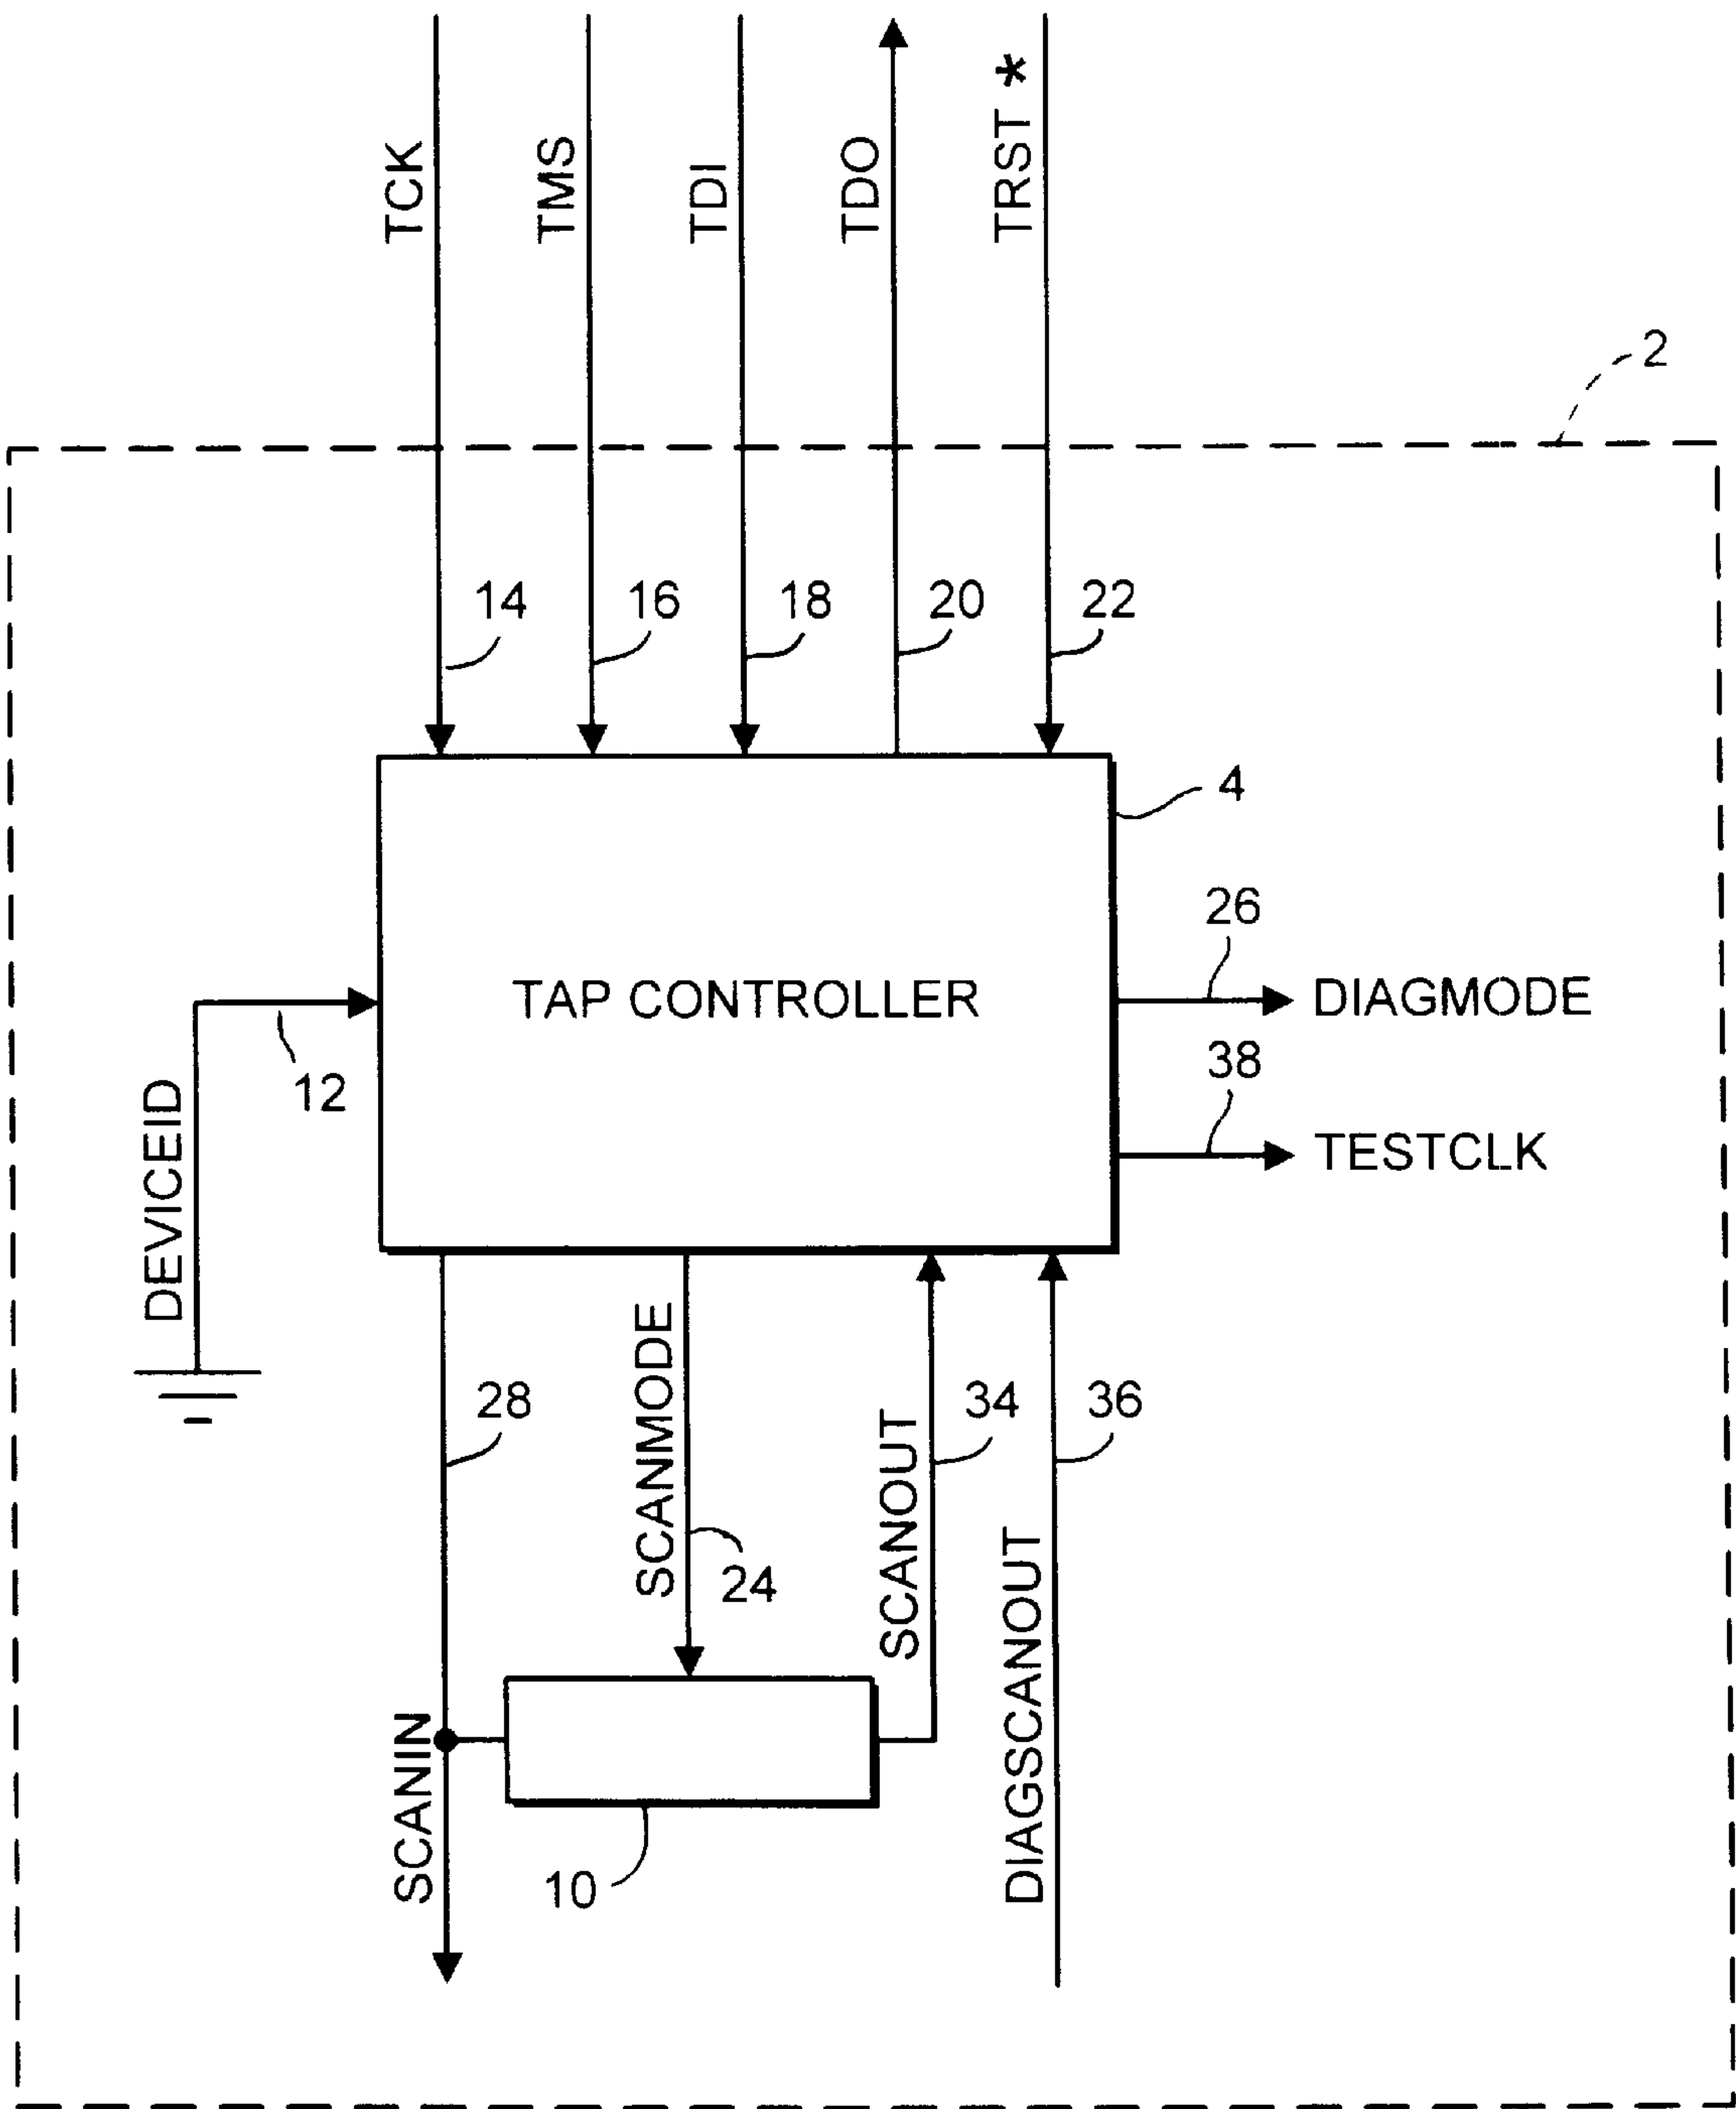 TCK
TMS
TDI
TDO
TRST *
2
14
16
18
20
22
4
26
TAP CONTROLLER
DIAGMODE
12
38
DEVICEID
TESTCLK
28
SCANMODE
34
36
SCANOUT
24
DIAGSCANOUT
SCANIN
10